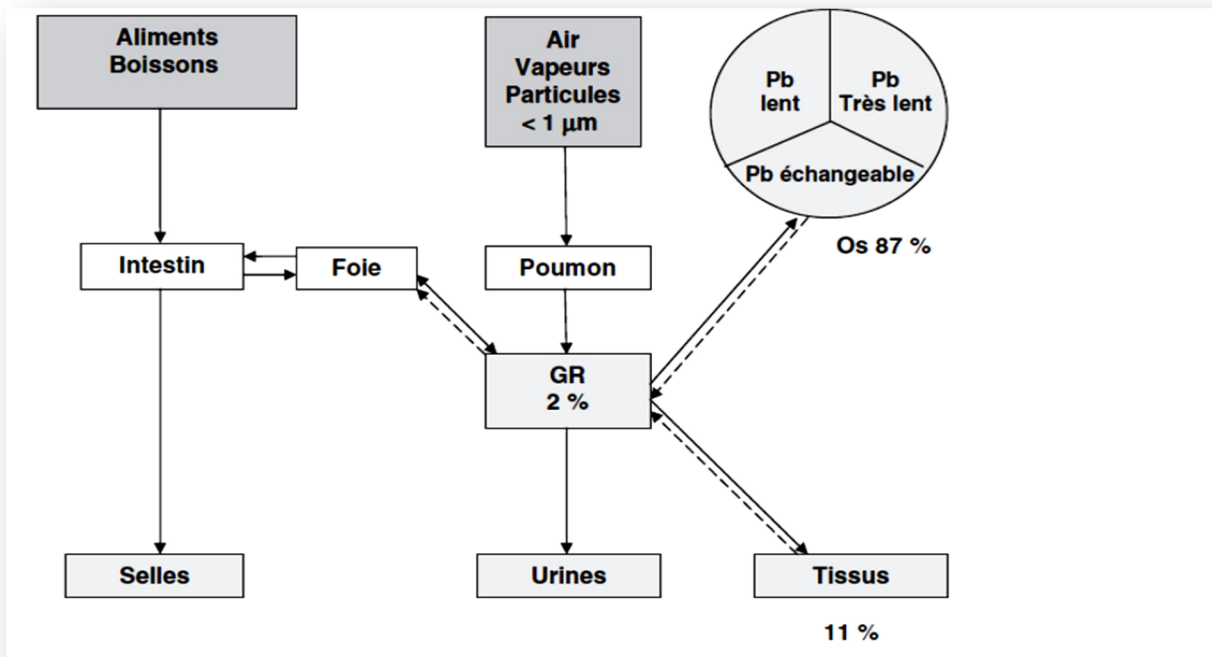 Aliments
Boissons
Air
Vapeurs
Particules
< 1 µm
Pb
lent
Pb
Très lent
Pb échangeable
Os 87 %
Intestin
Foie
Poumon
GR
2 %
Selles
Urines
Tissus
11 %